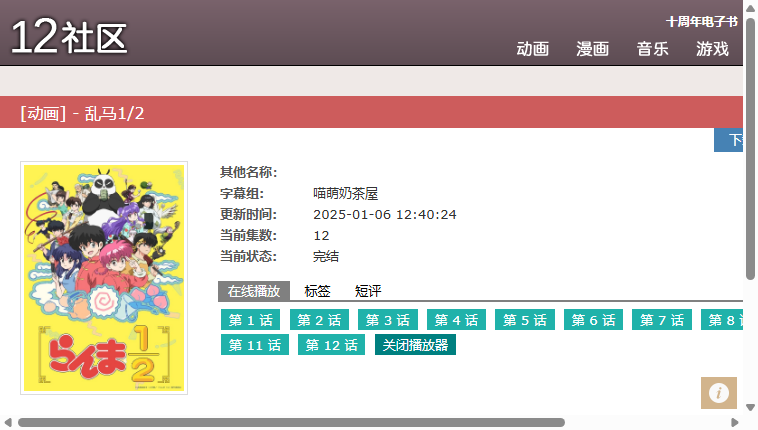 十周年电子书
12社区
动画 漫画 音乐 游戏
[动画] - 乱马1/2
其他名称:
字幕组: 喵萌奶茶屋
更新时间: 2025-01-06 12:40:24
当前集数: 12
当前状态: 完结
在线播放 标签 短评
第 1 话 第 2 话 第 3 话 第 4 话 第 5 话 第 6 话 第 7 话 第 8
第 11 话 第 12 话 关闭播放器
らんま1/2
i